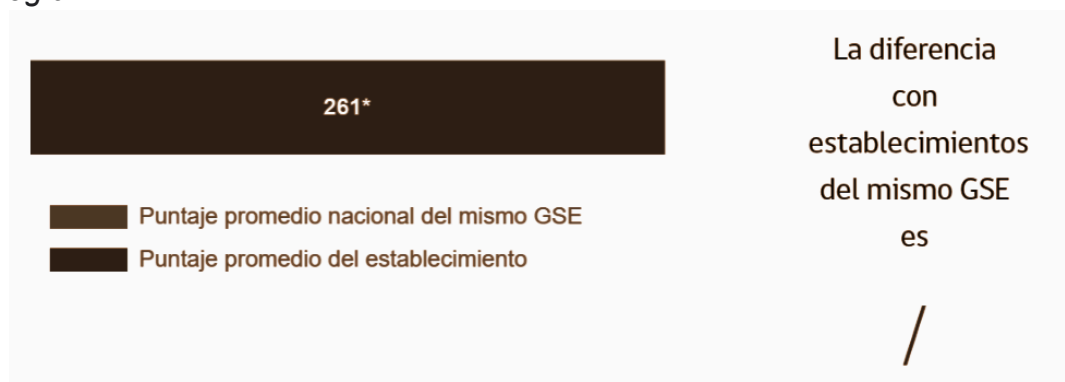 261*
Puntaje promedio nacional del mismo GSE
Puntaje promedio del establecimiento
La diferencia
con
establecimientos
del mismo GSE
es
/